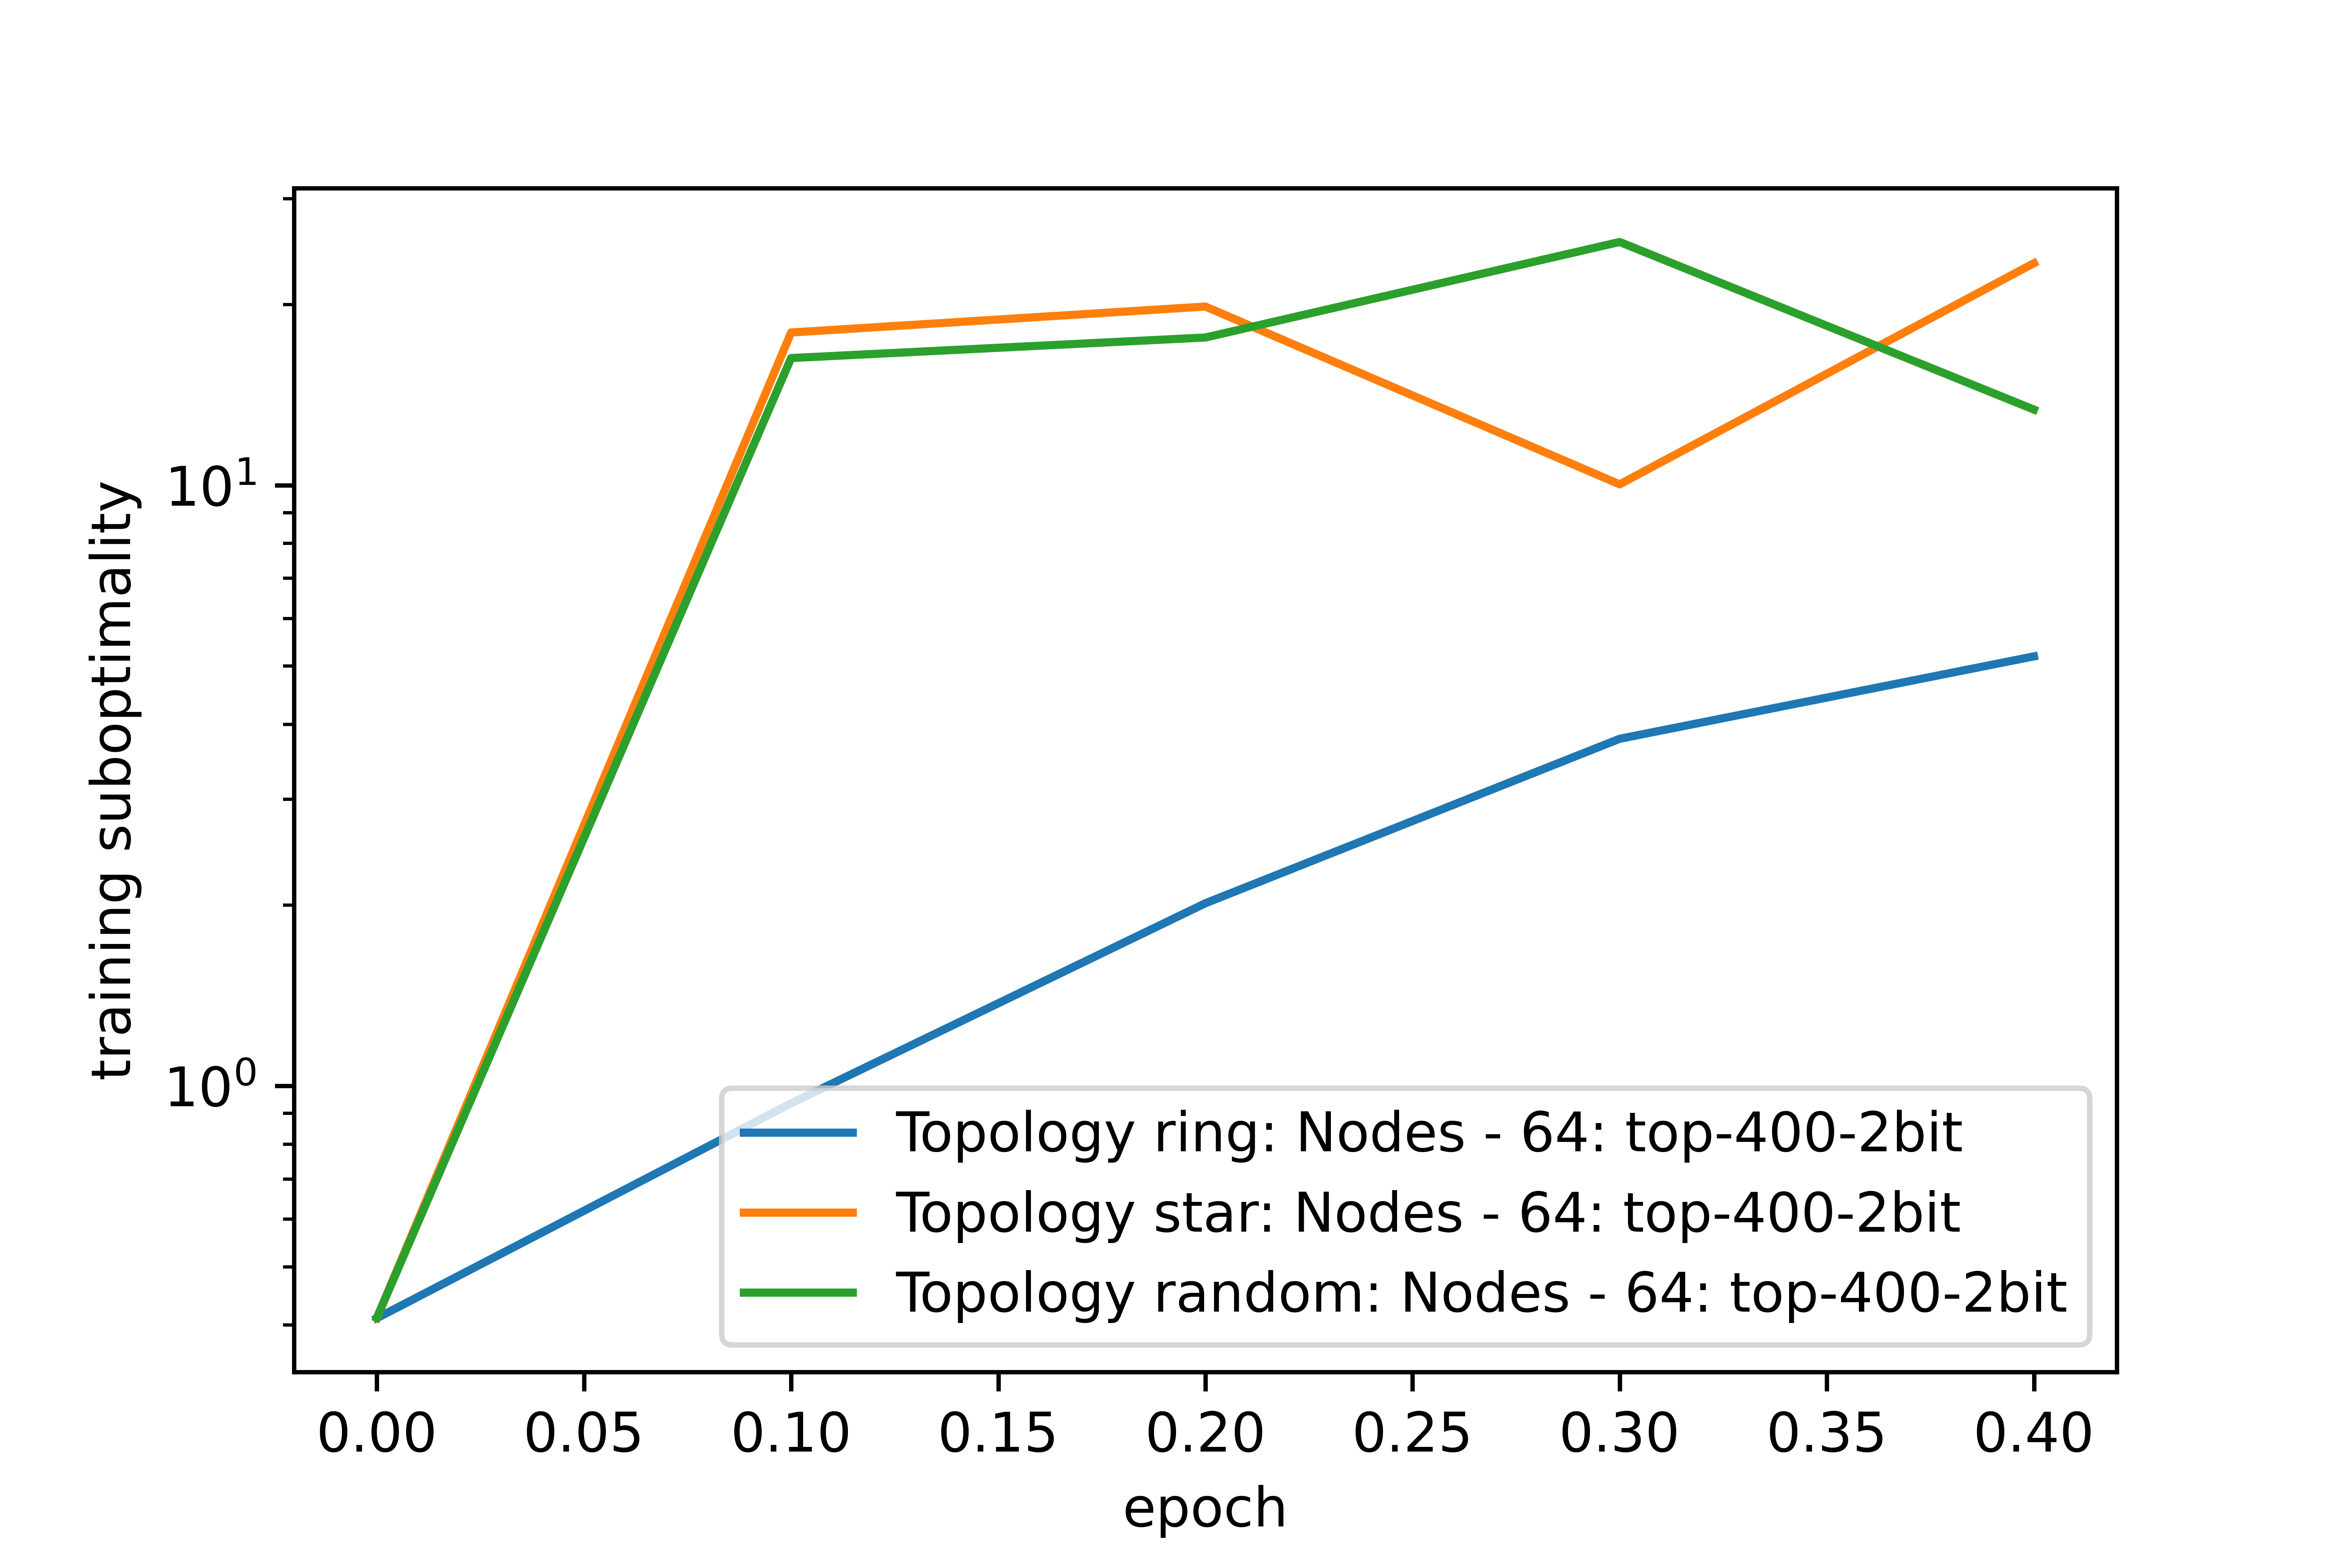 training suboptimality
10¹
10⁰
Topology ring: Nodes - 64: top-400-2bit
Topology star: Nodes - 64: top-400-2bit
Topology random: Nodes - 64: top-400-2bit
0.00 0.05 0.10 0.15 0.20 0.25 0.30 0.35 0.40
epoch